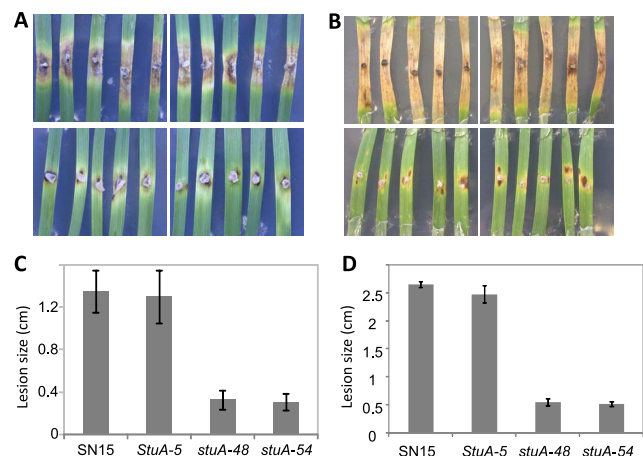 A
B
C
Lesion size (cm)
1.2
0.8
0.4
0
SN15 StuA-5 stuA-48 stuA-54
D
Lesion size (cm)
2.5
2
1.5
1
0.5
0
SN15 StuA-5 stuA-48 stuA-54